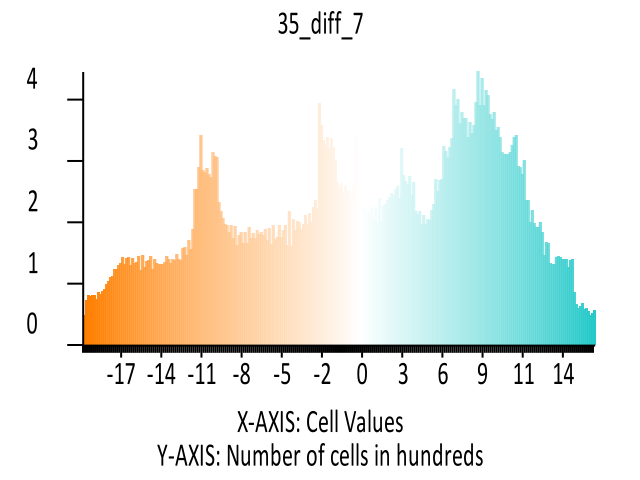 35_diff_7
4
3
2
1
0
-17 -14 -11 -8 -5 -2 0 3 6 9 11 14
X-AXIS: Cell Values
Y-AXIS: Number of cells in hundreds